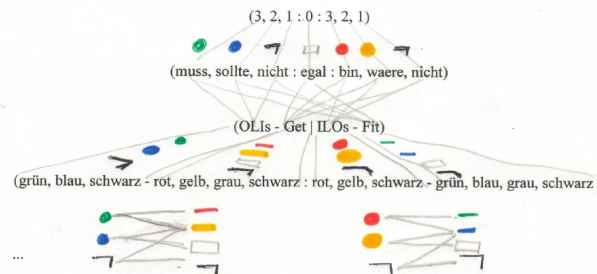 (3, 2, 1 : 0 : 3, 2, 1)
(muss, sollte, nicht : egal : bin, waere, nicht)
(OLIs - Get | ILOs - Fit)
(grün, blau, schwarz - rot, gelb, grau, schwarz : rot, gelb, schwarz - grün, blau, grau, schwarz
...